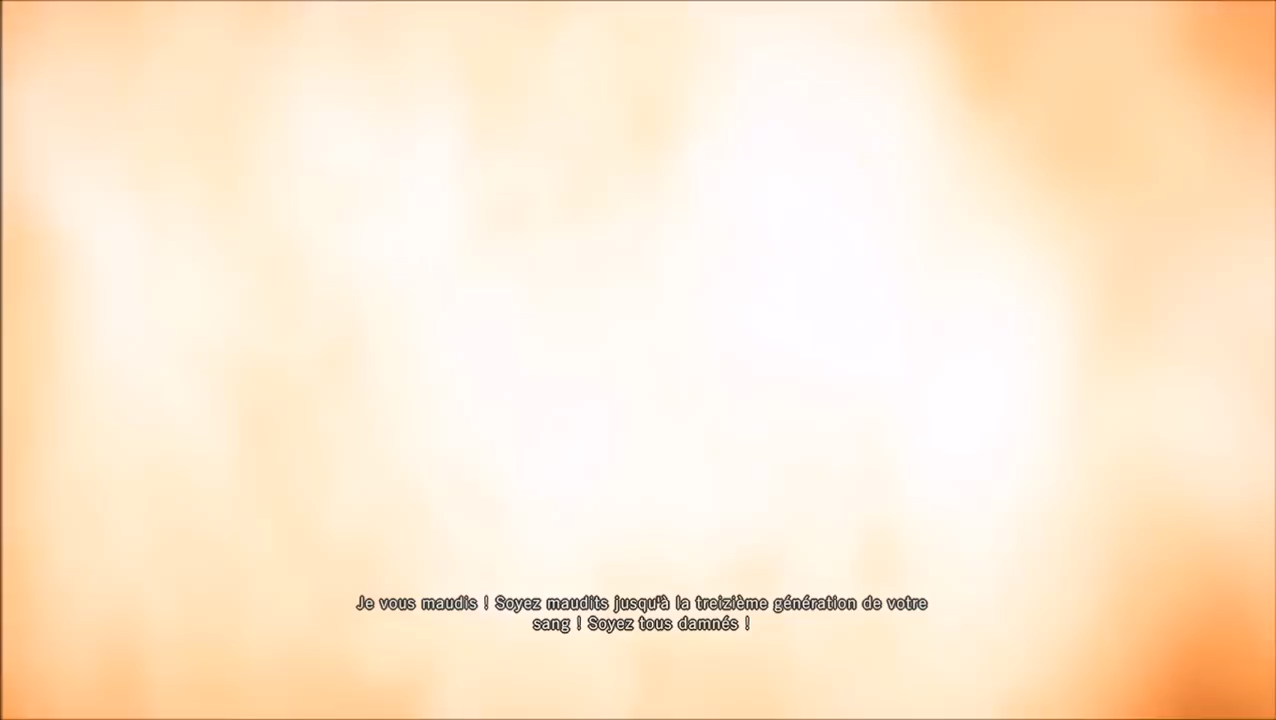 Je vous maudis ! Soyez maudits jusqu'à la treizième génération de votre
sang ! Soyez tous damnés !